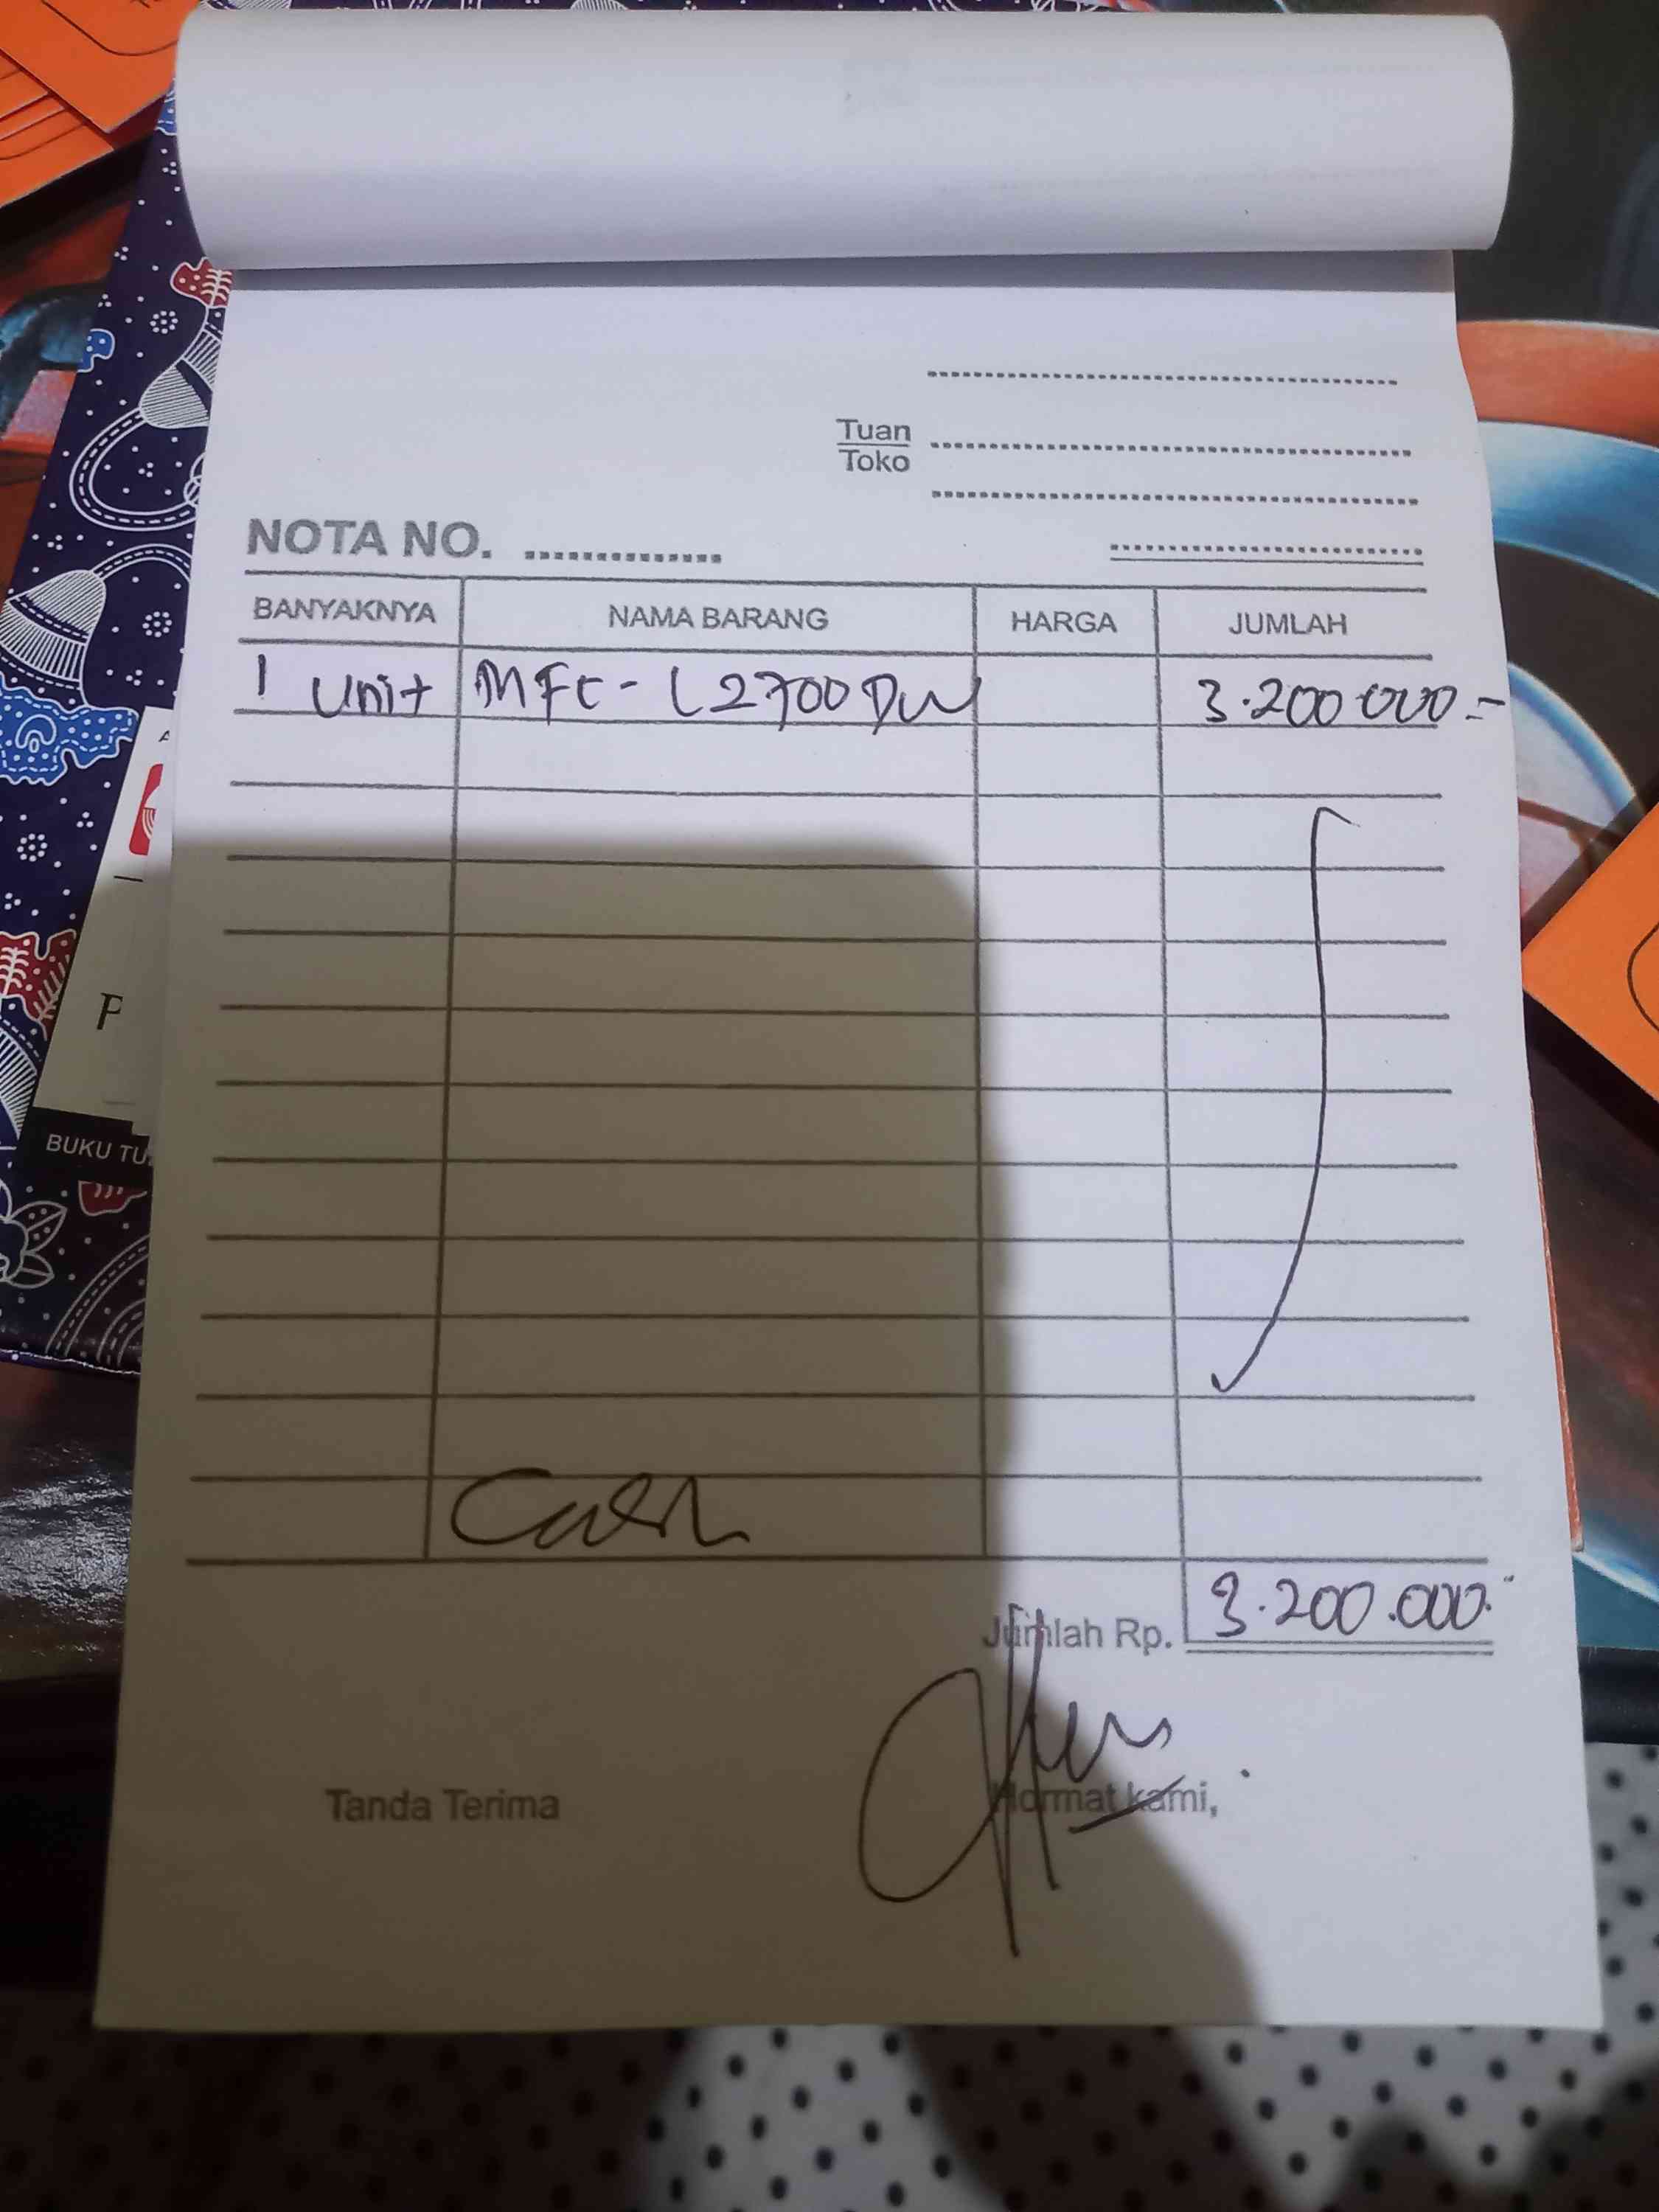 Tuan
Toko
NOTA NO.
BANYAKNYA NAMA BARANG HARGA JUMLAH
1 Unit MFC-L2700DW 3.200.000.-
P
BUKU TU
Cash
Jumlah Rp. 3.200.000.-
Tanda Terima Hormat kami,